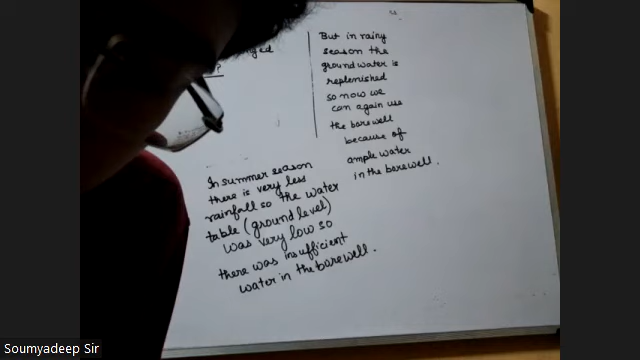 But in rainy
season the
ground water is
replenished
so now we
can again use
the borewell
because of
ample water
in the borewell.
In summer season
there is very less
rainfall so the water
table (ground level)
was very low so
there was insufficient
water in the borewell.
Soumyadeep Sir